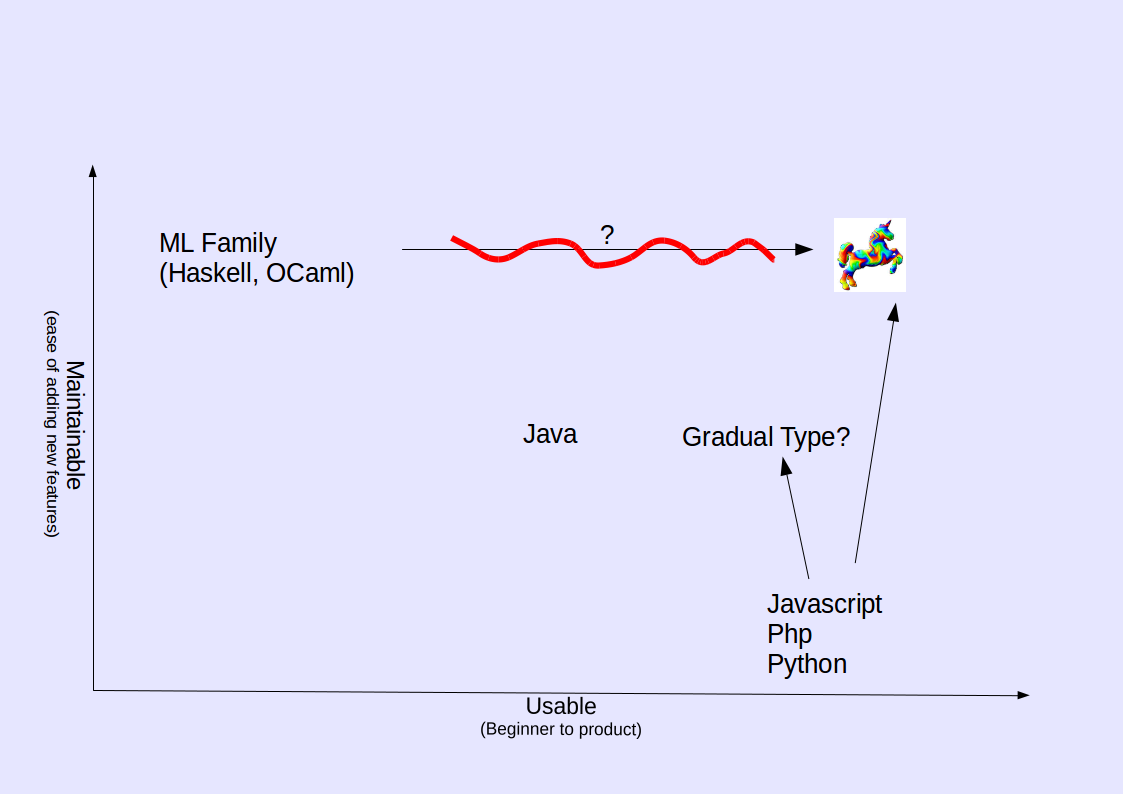 ?
ML Family
(Haskell, OCaml)
Maintainable
(ease of adding new features)
Java
Gradual Type?
Javascript
Php
Python
Usable
(Beginner to product)